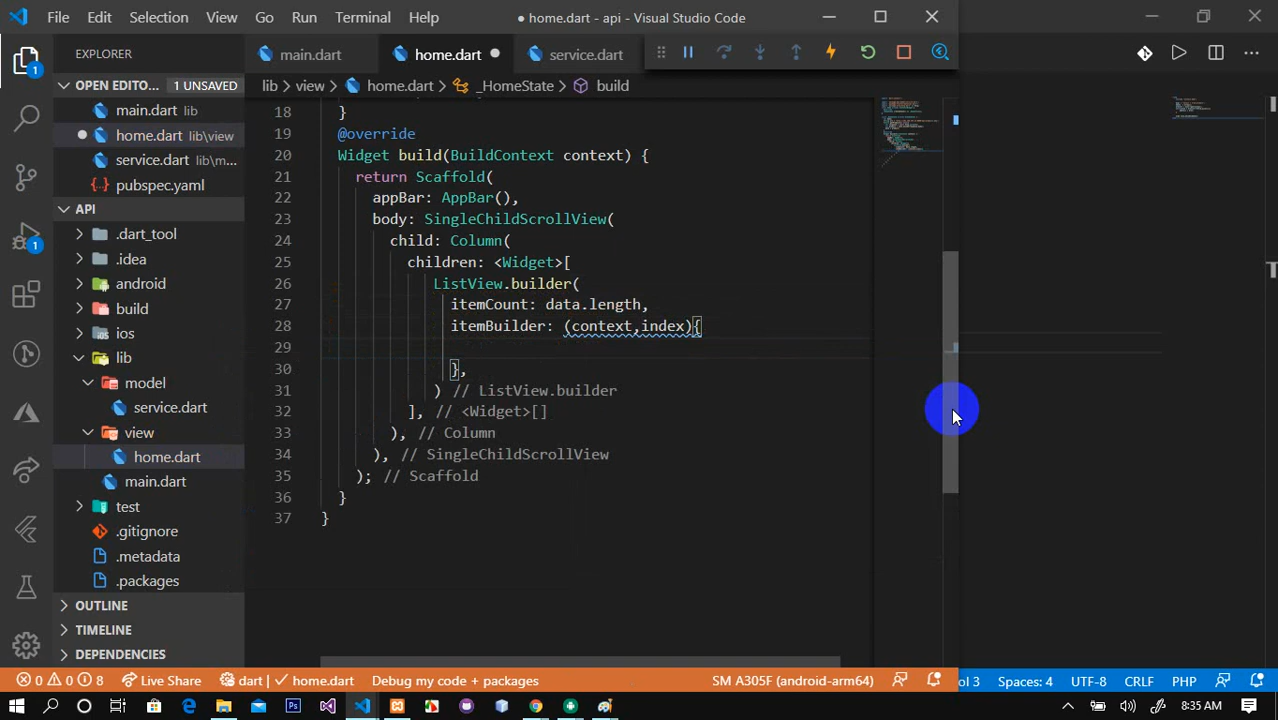 File Edit Selection View Go Run Terminal Help ● home.dart - api - Visual Studio Code
EXPLORER
main.dart home.dart service.dart
OPEN EDITO... 1 UNSAVED
lib > view > home.dart > _HomeState > build
main.dart lib
home.dart lib\view
service.dart lib\m...
pubspec.yaml
API
.dart_tool
.idea
android
build
ios
lib
model
service.dart
view
home.dart
main.dart
test
.gitignore
.metadata
.packages
OUTLINE
TIMELINE
DEPENDENCIES
1
1
18 }
19 @override
20 Widget build(BuildContext context) {
21 return Scaffold(
22 appBar: AppBar(),
23 body: SingleChildScrollView(
24 child: Column(
25 children: <Widget>[
26 ListView.builder(
27 itemCount: data.length,
28 itemBuilder: (context,index){
29
30 },
31 ) // ListView.builder
32 ], // <Widget>[]
33 ), // Column
34 ), // SingleChildScrollView
35 ); // Scaffold
36 }
37 }
0 0 8 Live Share dart | ✓ home.dart Debug my code + packages SM A305F (android-arm64) ol 3 Spaces: 4 UTF-8 CRLF PHP
8:35 AM